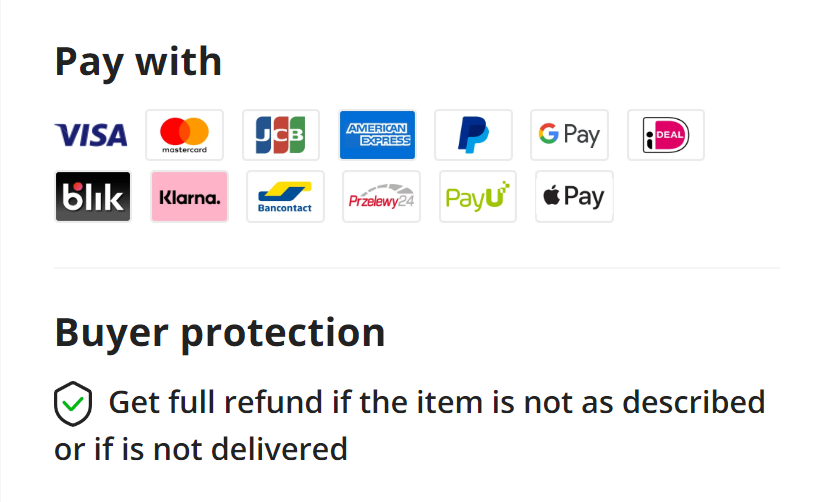 Pay with
VISA mastercard JCB AMERICAN EXPRESS P G Pay iDEAL
blik Klarna. Bancontact Przelewy24 PayU Pay
Buyer protection
Get full refund if the item is not as described
or if is not delivered